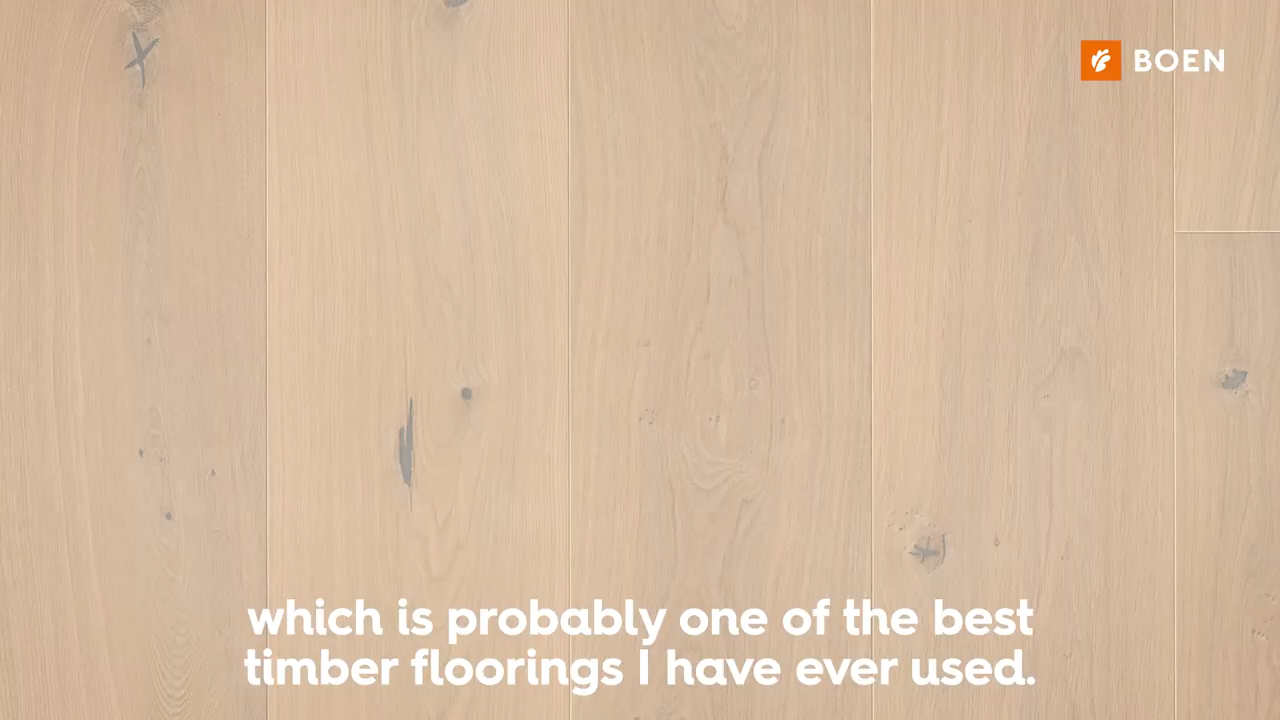 BOEN
which is probably one of the best
timber floorings I have ever used.